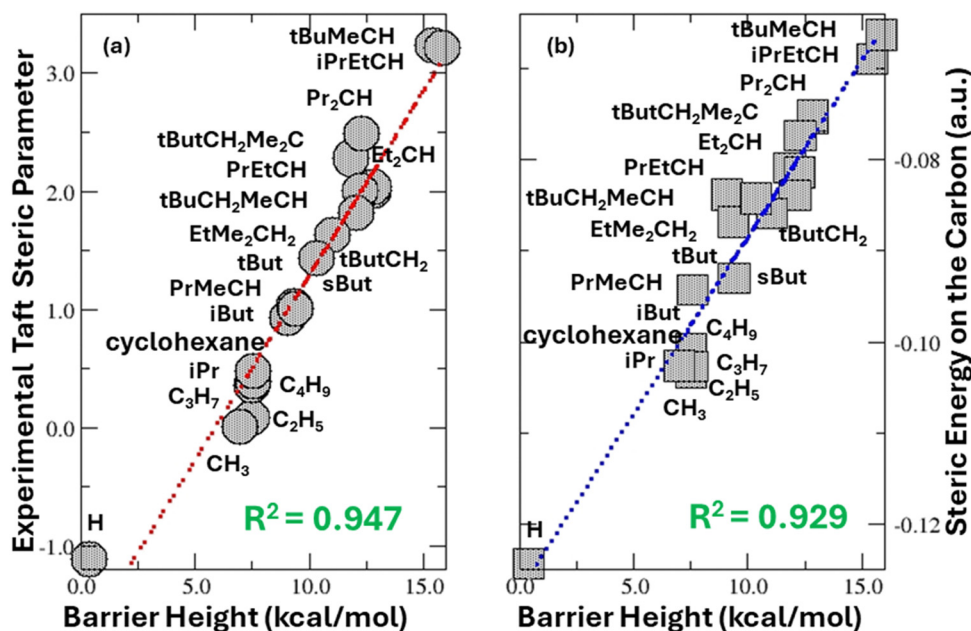 Experimental Taft Steric Parameter
(a)
tBuMeCH
iPrEtCH
3.0
Pr₂CH
tButCH₂Me₂C
Et₂CH
PrEtCH
2.0
tBuCH₂MeCH
EtMe₂CH₂
tButCH₂
tBut
sBut
PrMeCH
1.0
iBut
cyclohexane
iPr
C₄H₉
C₃H₇
C₂H₅
0.0
CH₃
R² = 0.947
H
-1.0
0.0 5.0 10.0 15.0
Barrier Height (kcal/mol)
(b)
tBuMeCH
iPrEtCH
Pr₂CH
tButCH₂Me₂C
Et₂CH
-0.08
PrEtCH
tBuCH₂MeCH
EtMe₂CH₂
tButCH₂
tBut
sBut
PrMeCH
iBut
C₄H₉
cyclohexane
-0.10
iPr
C₃H₇
C₂H₅
CH₃
R² = 0.929
H
-0.12
0.0 5.0 10.0 15.0
Barrier Height (kcal/mol)
Steric Energy on the Carbon (a.u.)